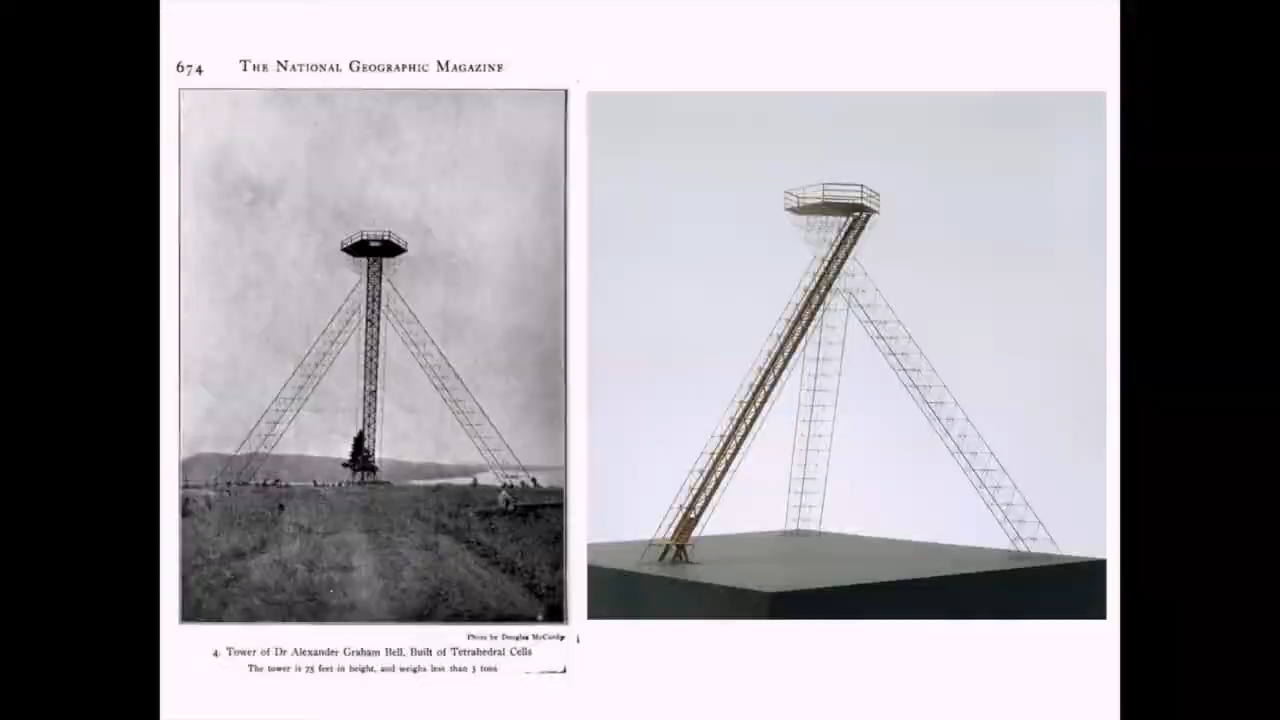 674 THE NATIONAL GEOGRAPHIC MAGAZINE
Photo by Douglas McCurdy
4. Tower of Dr Alexander Graham Bell, Built of Tetrahedral Cells
The tower is 75 feet in height, and weighs less than 5 tons